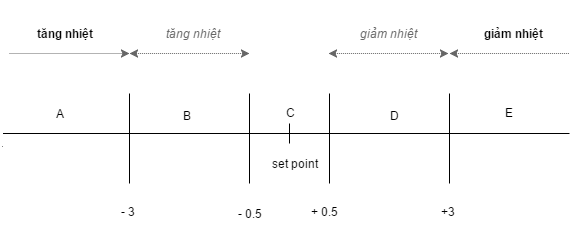 tăng nhiệt tăng nhiệt giảm nhiệt giảm nhiệt
A B C D E
set point
- 3 - 0.5 + 0.5 +3